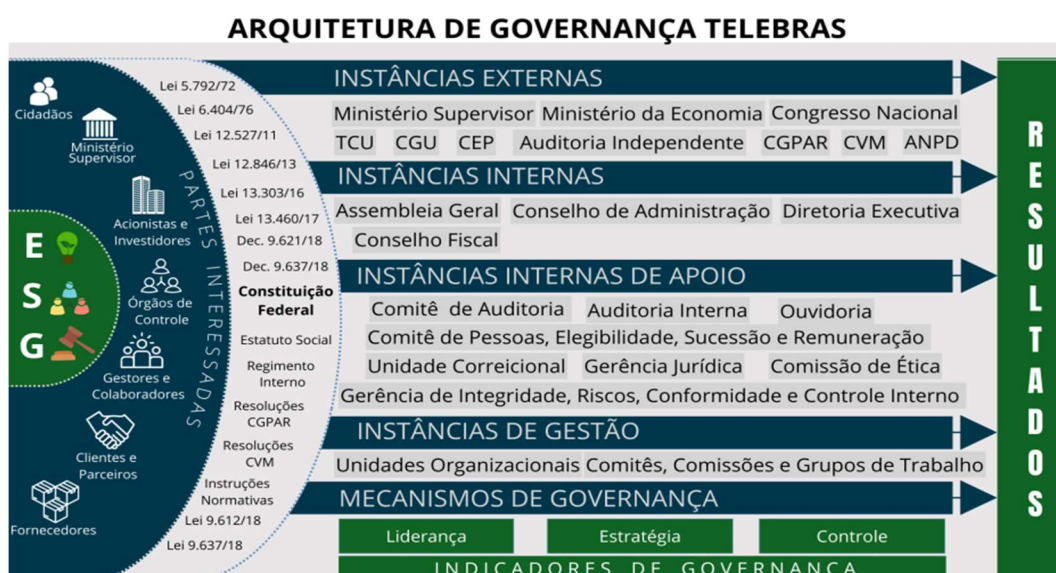 ARQUITETURA DE GOVERNANÇA TELEBRAS
Cidadãos
Ministério
Supervisor
Acionistas e
Investidores
Órgãos de
Controle
Gestores e
Colaboradores
Clientes e
Parceiros
Fornecedores
E
S
G
PARTES INTERESSADAS
Lei 5.792/72
Lei 6.404/76
Lei 12.527/11
Lei 12.846/13
Lei 13.303/16
Lei 13.460/17
Dec. 9.621/18
Dec. 9.637/18
Constituição
Federal
Estatuto Social
Regimento
Interno
Resoluções
CGPAR
Resoluções
CVM
Instruções
Normativas
Lei 9.612/18
Lei 9.637/18
INSTÂNCIAS EXTERNAS
Ministério Supervisor Ministério da Economia Congresso Nacional
TCU CGU CEP Auditoria Independente CGPAR CVM ANPD
INSTÂNCIAS INTERNAS
Assembleia Geral Conselho de Administração Diretoria Executiva
Conselho Fiscal
INSTÂNCIAS INTERNAS DE APOIO
Comitê de Auditoria Auditoria Interna Ouvidoria
Comitê de Pessoas, Elegibilidade, Sucessão e Remuneração
Unidade Correicional Gerência Jurídica Comissão de Ética
Gerência de Integridade, Riscos, Conformidade e Controle Interno
INSTÂNCIAS DE GESTÃO
Unidades Organizacionais Comitês, Comissões e Grupos de Trabalho
MECANISMOS DE GOVERNANÇA
Liderança Estratégia Controle
INDICADORES DE GOVERNANÇA
RESULTADOS